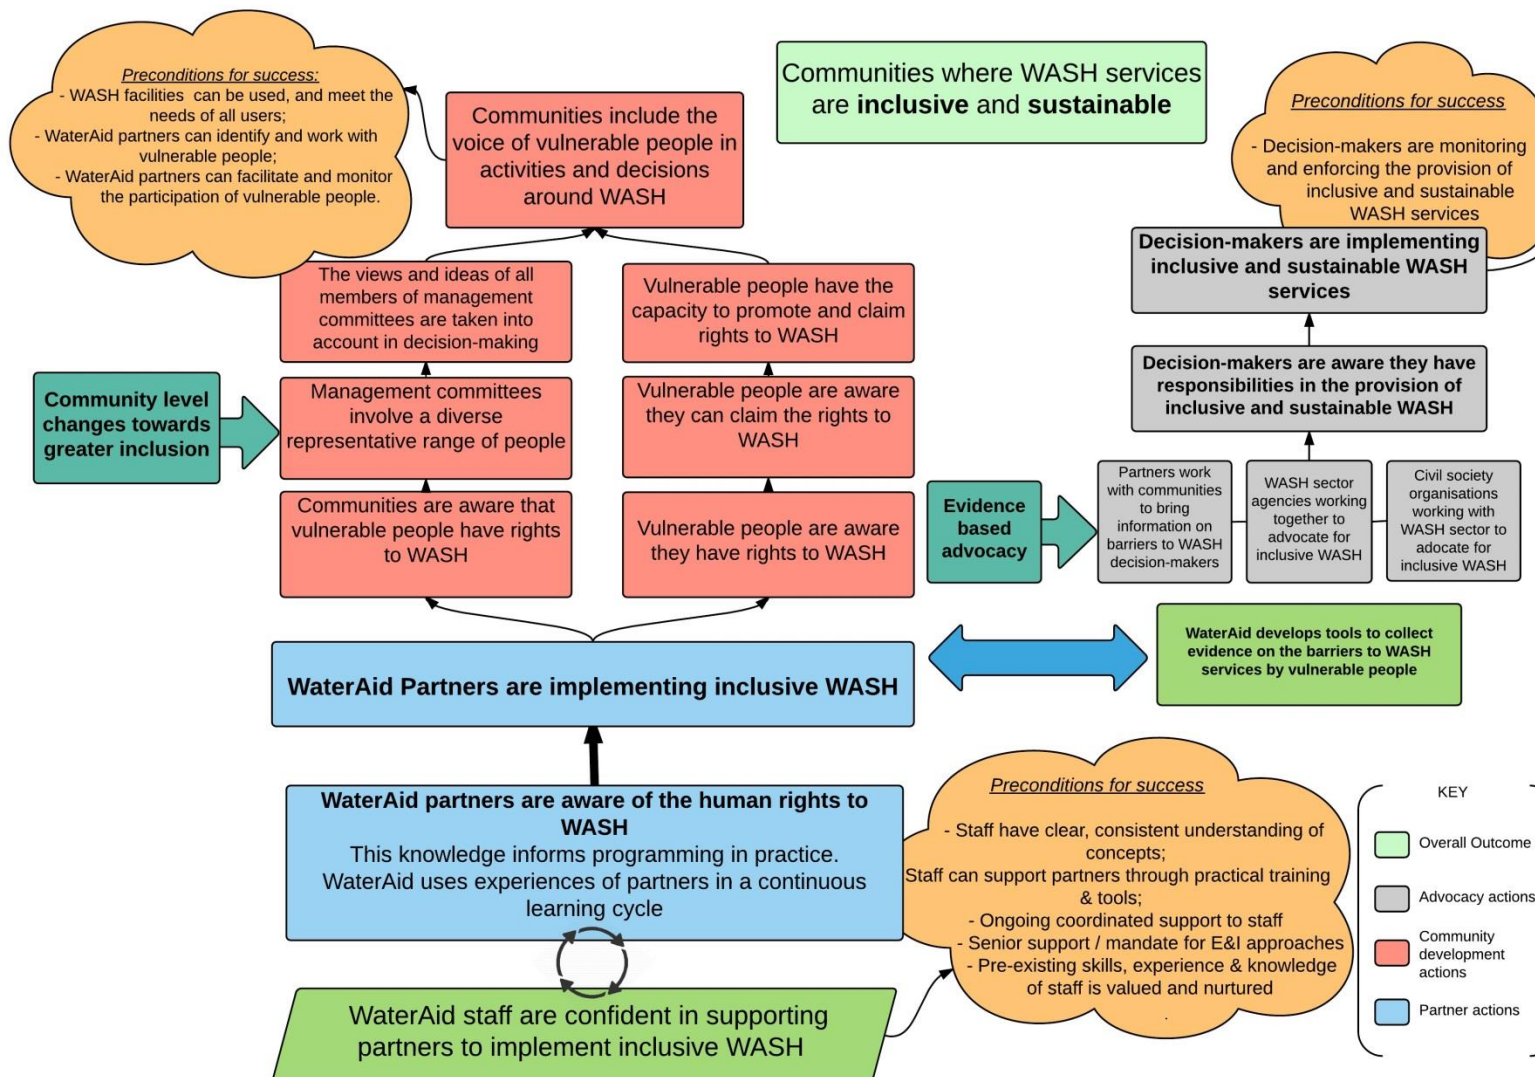 Preconditions for success:
- WASH facilities can be used, and meet the
needs of all users;
- WaterAid partners can identify and work with
vulnerable people;
- WaterAid partners can facilitate and monitor
the participation of vulnerable people.
Communities include the
voice of vulnerable people in
activities and decisions
around WASH
Communities where WASH services
are inclusive and sustainable
Preconditions for success
- Decision-makers are monitoring
and enforcing the provision of
inclusive and sustainable
WASH services
Decision-makers are implementing
inclusive and sustainable WASH
services
The views and ideas of all
members of management
committees are taken into
account in decision-making
Vulnerable people have the
capacity to promote and claim
rights to WASH
Decision-makers are aware they have
responsibilities in the provision of
inclusive and sustainable WASH
Community level
changes towards
greater inclusion
Management committees
involve a diverse
representative range of people
Vulnerable people are aware
they can claim the rights to
WASH
Communities are aware that
vulnerable people have rights
to WASH
Vulnerable people are aware
they have rights to WASH
Evidence
based
advocacy
Partners work
with communities
to bring
information on
barriers to WASH
decision-makers
WASH sector
agencies working
together to
advocate for
inclusive WASH
Civil society
organisations
working with
WASH sector to
adocate for
inclusive WASH
WaterAid Partners are implementing inclusive WASH
WaterAid develops tools to collect
evidence on the barriers to WASH
services by vulnerable people
WaterAid partners are aware of the human rights to
WASH
This knowledge informs programming in practice.
WaterAid uses experiences of partners in a continuous
learning cycle
Preconditions for success
- Staff have clear, consistent understanding of
concepts;
Staff can support partners through practical training
& tools;
- Ongoing coordinated support to staff
- Senior support / mandate for E&I approaches
- Pre-existing skills, experience & knowledge
of staff is valued and nurtured
.
WaterAid staff are confident in supporting
partners to implement inclusive WASH
KEY
Overall Outcome
Advocacy actions
Community
development
actions
Partner actions